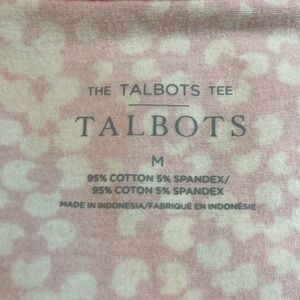 THE TALBOTS TEE
TALBOTS
M
95% COTTON 5% SPANDEX/
95% COTON 5% SPANDEX
MADE IN INDONESIA/FABRIQUÉ EN INDONÉSIE